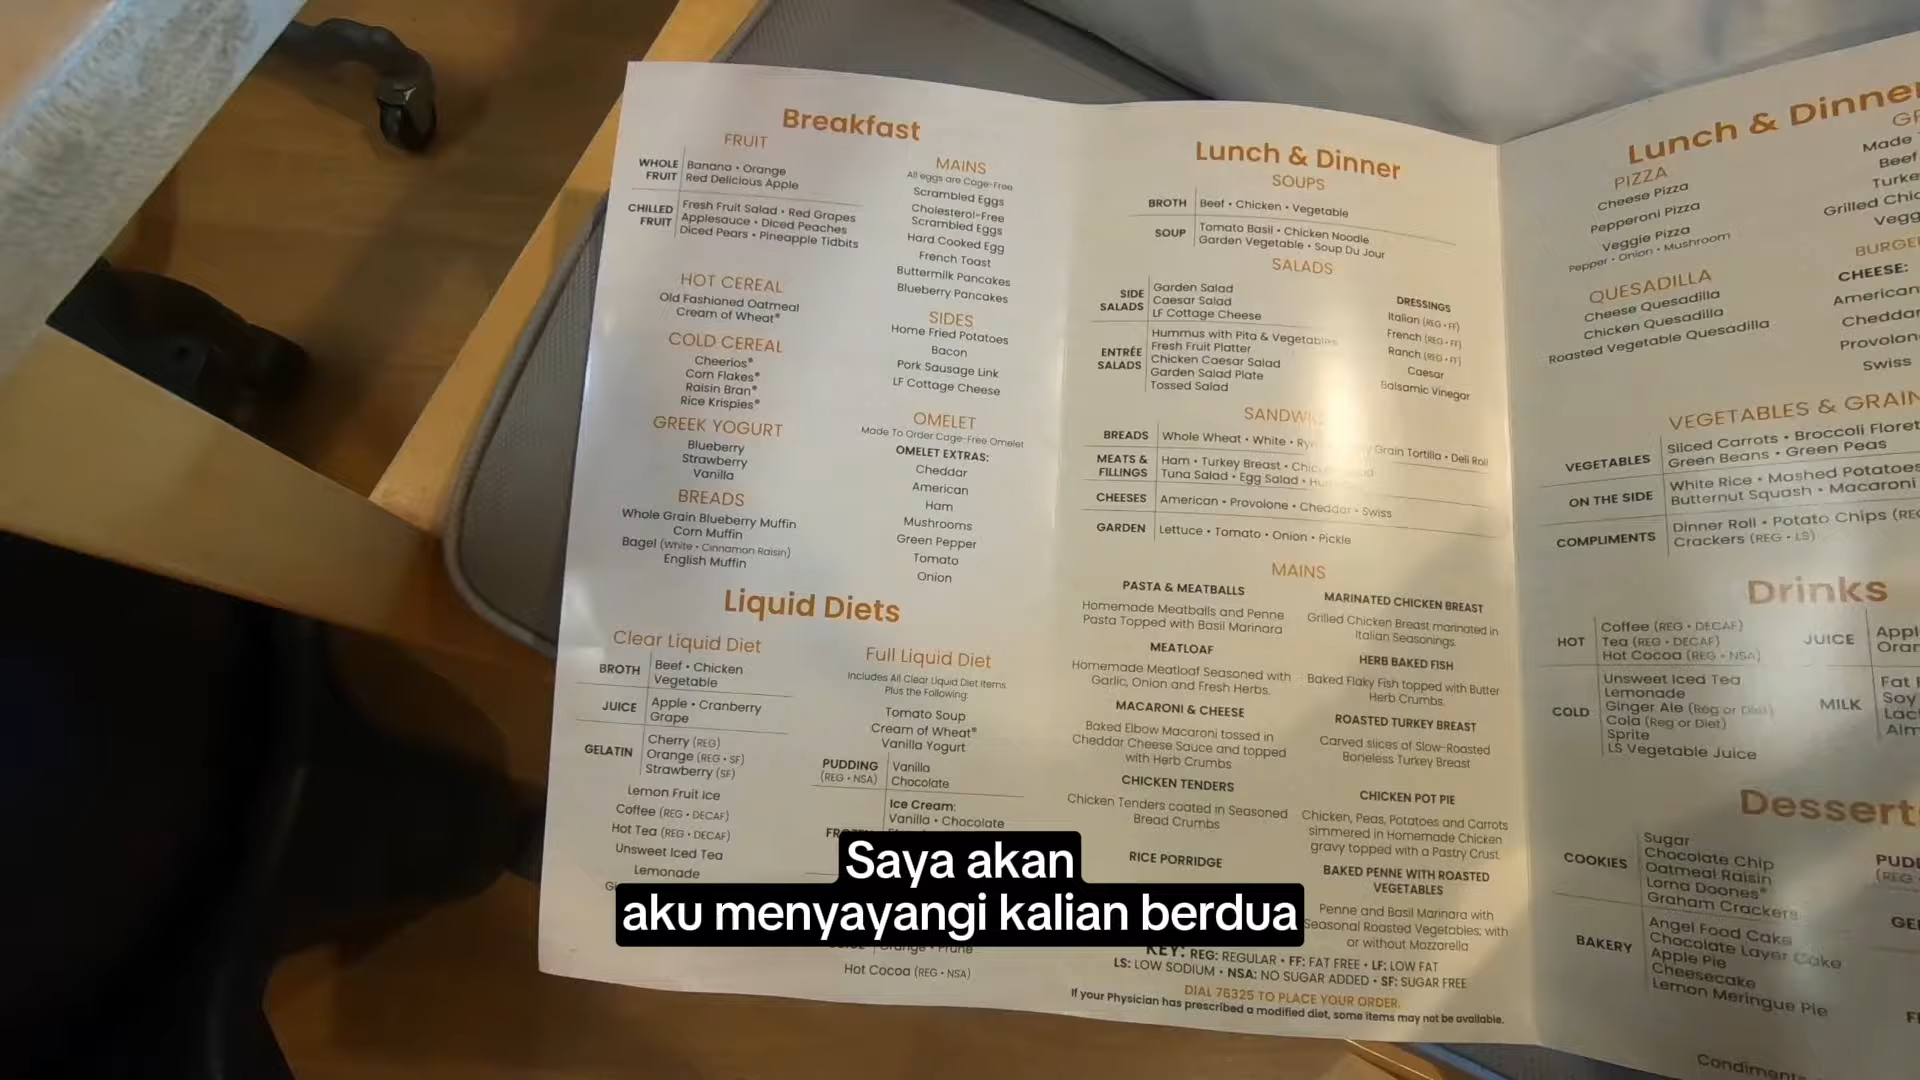 Breakfast
FRUIT
WHOLE FRUIT
Banana • Orange
Red Delicious Apple
CHILLED FRUIT
Fresh Fruit Salad • Red Grapes
Applesauce • Diced Peaches
Diced Pears • Pineapple Tidbits
HOT CEREAL
Old Fashioned Oatmeal
Cream of Wheat®
COLD CEREAL
Cheerios®
Corn Flakes®
Raisin Bran®
Rice Krispies®
GREEK YOGURT
Blueberry
Strawberry
Vanilla
BREADS
Whole Grain Blueberry Muffin
Corn Muffin
Bagel (White • Cinnamon Raisin)
English Muffin
MAINS
All eggs are Cage-Free
Scrambled Eggs
Cholesterol-Free
Scrambled Eggs
Hard Cooked Egg
French Toast
Buttermilk Pancakes
Blueberry Pancakes
SIDES
Home Fried Potatoes
Bacon
Pork Sausage Link
LF Cottage Cheese
OMELET
Made To Order Cage-Free Omelet
OMELET EXTRAS:
Cheddar
American
Ham
Mushrooms
Green Pepper
Tomato
Onion
Liquid Diets
Clear Liquid Diet
BROTH
Beef • Chicken
Vegetable
JUICE
Apple • Cranberry
Grape
GELATIN
Cherry (REG)
Orange (REG • SF)
Strawberry (SF)
Lemon Fruit Ice
Coffee (REG • DECAF)
Hot Tea (REG • DECAF)
Unsweet Iced Tea
Lemonade
Full Liquid Diet
Includes All Clear Liquid Diet Items
Plus the Following:
Tomato Soup
Cream of Wheat®
Vanilla Yogurt
PUDDING
(REG • NSA)
Vanilla
Chocolate
Ice Cream:
Vanilla • Chocolate
Orange • Prune
Hot Cocoa (REG • NSA)
Lunch & Dinner
SOUPS
BROTH
Beef • Chicken • Vegetable
SOUP
Tomato Basil • Chicken Noodle
Garden Vegetable • Soup Du Jour
SALADS
SIDE SALADS
Garden Salad
Caesar Salad
LF Cottage Cheese
ENTRÉE SALADS
Hummus with Pita & Vegetables
Fresh Fruit Platter
Chicken Caesar Salad
Garden Salad Plate
Tossed Salad
DRESSINGS
Italian (REG • FF)
French (REG • FF)
Ranch (REG • FF)
Caesar
Balsamic Vinegar
SANDWI
BREADS
Whole Wheat • White • Grain Tortilla • Deli Roll
MEATS & FILLINGS
Ham • Turkey Breast
Tuna Salad • Egg Salad
CHEESES
American • Provolone • Cheddar • Swiss
GARDEN
Lettuce • Tomato • Onion • Pickle
MAINS
PASTA & MEATBALLS
Homemade Meatballs and Penne
Pasta Topped with Basil Marinara
MEATLOAF
Homemade Meatloaf Seasoned with
Garlic, Onion and Fresh Herbs.
MACARONI & CHEESE
Baked Elbow Macaroni tossed in
Cheddar Cheese Sauce and topped
with Herb Crumbs
CHICKEN TENDERS
Chicken Tenders coated in Seasoned
Bread Crumbs
RICE PORRIDGE
MARINATED CHICKEN BREAST
Grilled Chicken Breast marinated in
Italian Seasonings.
HERB BAKED FISH
Baked Flaky Fish topped with Butter
Herb Crumbs.
ROASTED TURKEY BREAST
Carved slices of Slow-Roasted
Boneless Turkey Breast
CHICKEN POT PIE
Chicken, Peas, Potatoes and Carrots
simmered in Homemade Chicken
gravy topped with a Pastry Crust
BAKED PENNE WITH ROASTED
VEGETABLES
Penne and Basil Marinara with
Seasonal Roasted Vegetables; with
or without Mozzarella
KEY: REG: REGULAR • FF: FAT FREE • LF: LOW FAT
LS: LOW SODIUM • NSA: NO SUGAR ADDED • SF: SUGAR FREE
DIAL 76325 TO PLACE YOUR ORDER.
If your Physician has prescribed a modified diet, some items may not be available.
Lunch & Dinner
PIZZA
Cheese Pizza
Pepperoni Pizza
Veggie Pizza
Pepper • Onion • Mushroom
QUESADILLA
Cheese Quesadilla
Chicken Quesadilla
Roasted Vegetable Quesadilla
Made
Beef
Turke
Grilled Chic
Vegg
BURGE
CHEESE:
American
Cheddar
Provolon
Swiss
VEGETABLES & GRAIN
VEGETABLES
Sliced Carrots • Broccoli Floret
Green Beans • Green Peas
ON THE SIDE
White Rice • Mashed Potatoes
Butternut Squash • Macaroni
COMPLIMENTS
Dinner Roll • Potato Chips (REG
Crackers (REG • LS)
Drinks
HOT
Coffee (REG • DECAF)
Tea (REG • DECAF)
Hot Cocoa (REG • NSA)
COLD
Unsweet Iced Tea
Lemonade
Ginger Ale (Reg or Diet)
Cola (Reg or Diet)
Sprite
LS Vegetable Juice
JUICE
Appl
Oran
MILK
Fat F
Soy
Lac
Alm
Dessert
COOKIES
Sugar
Chocolate Chip
Oatmeal Raisin
Lorna Doones®
Graham Crackers
BAKERY
Angel Food Cake
Chocolate Layer Cake
Apple Pie
Cheesecake
Lemon Meringue Pie
PUD
(REG
GE
Condiments
Saya akan
aku menyayangi kalian berdua